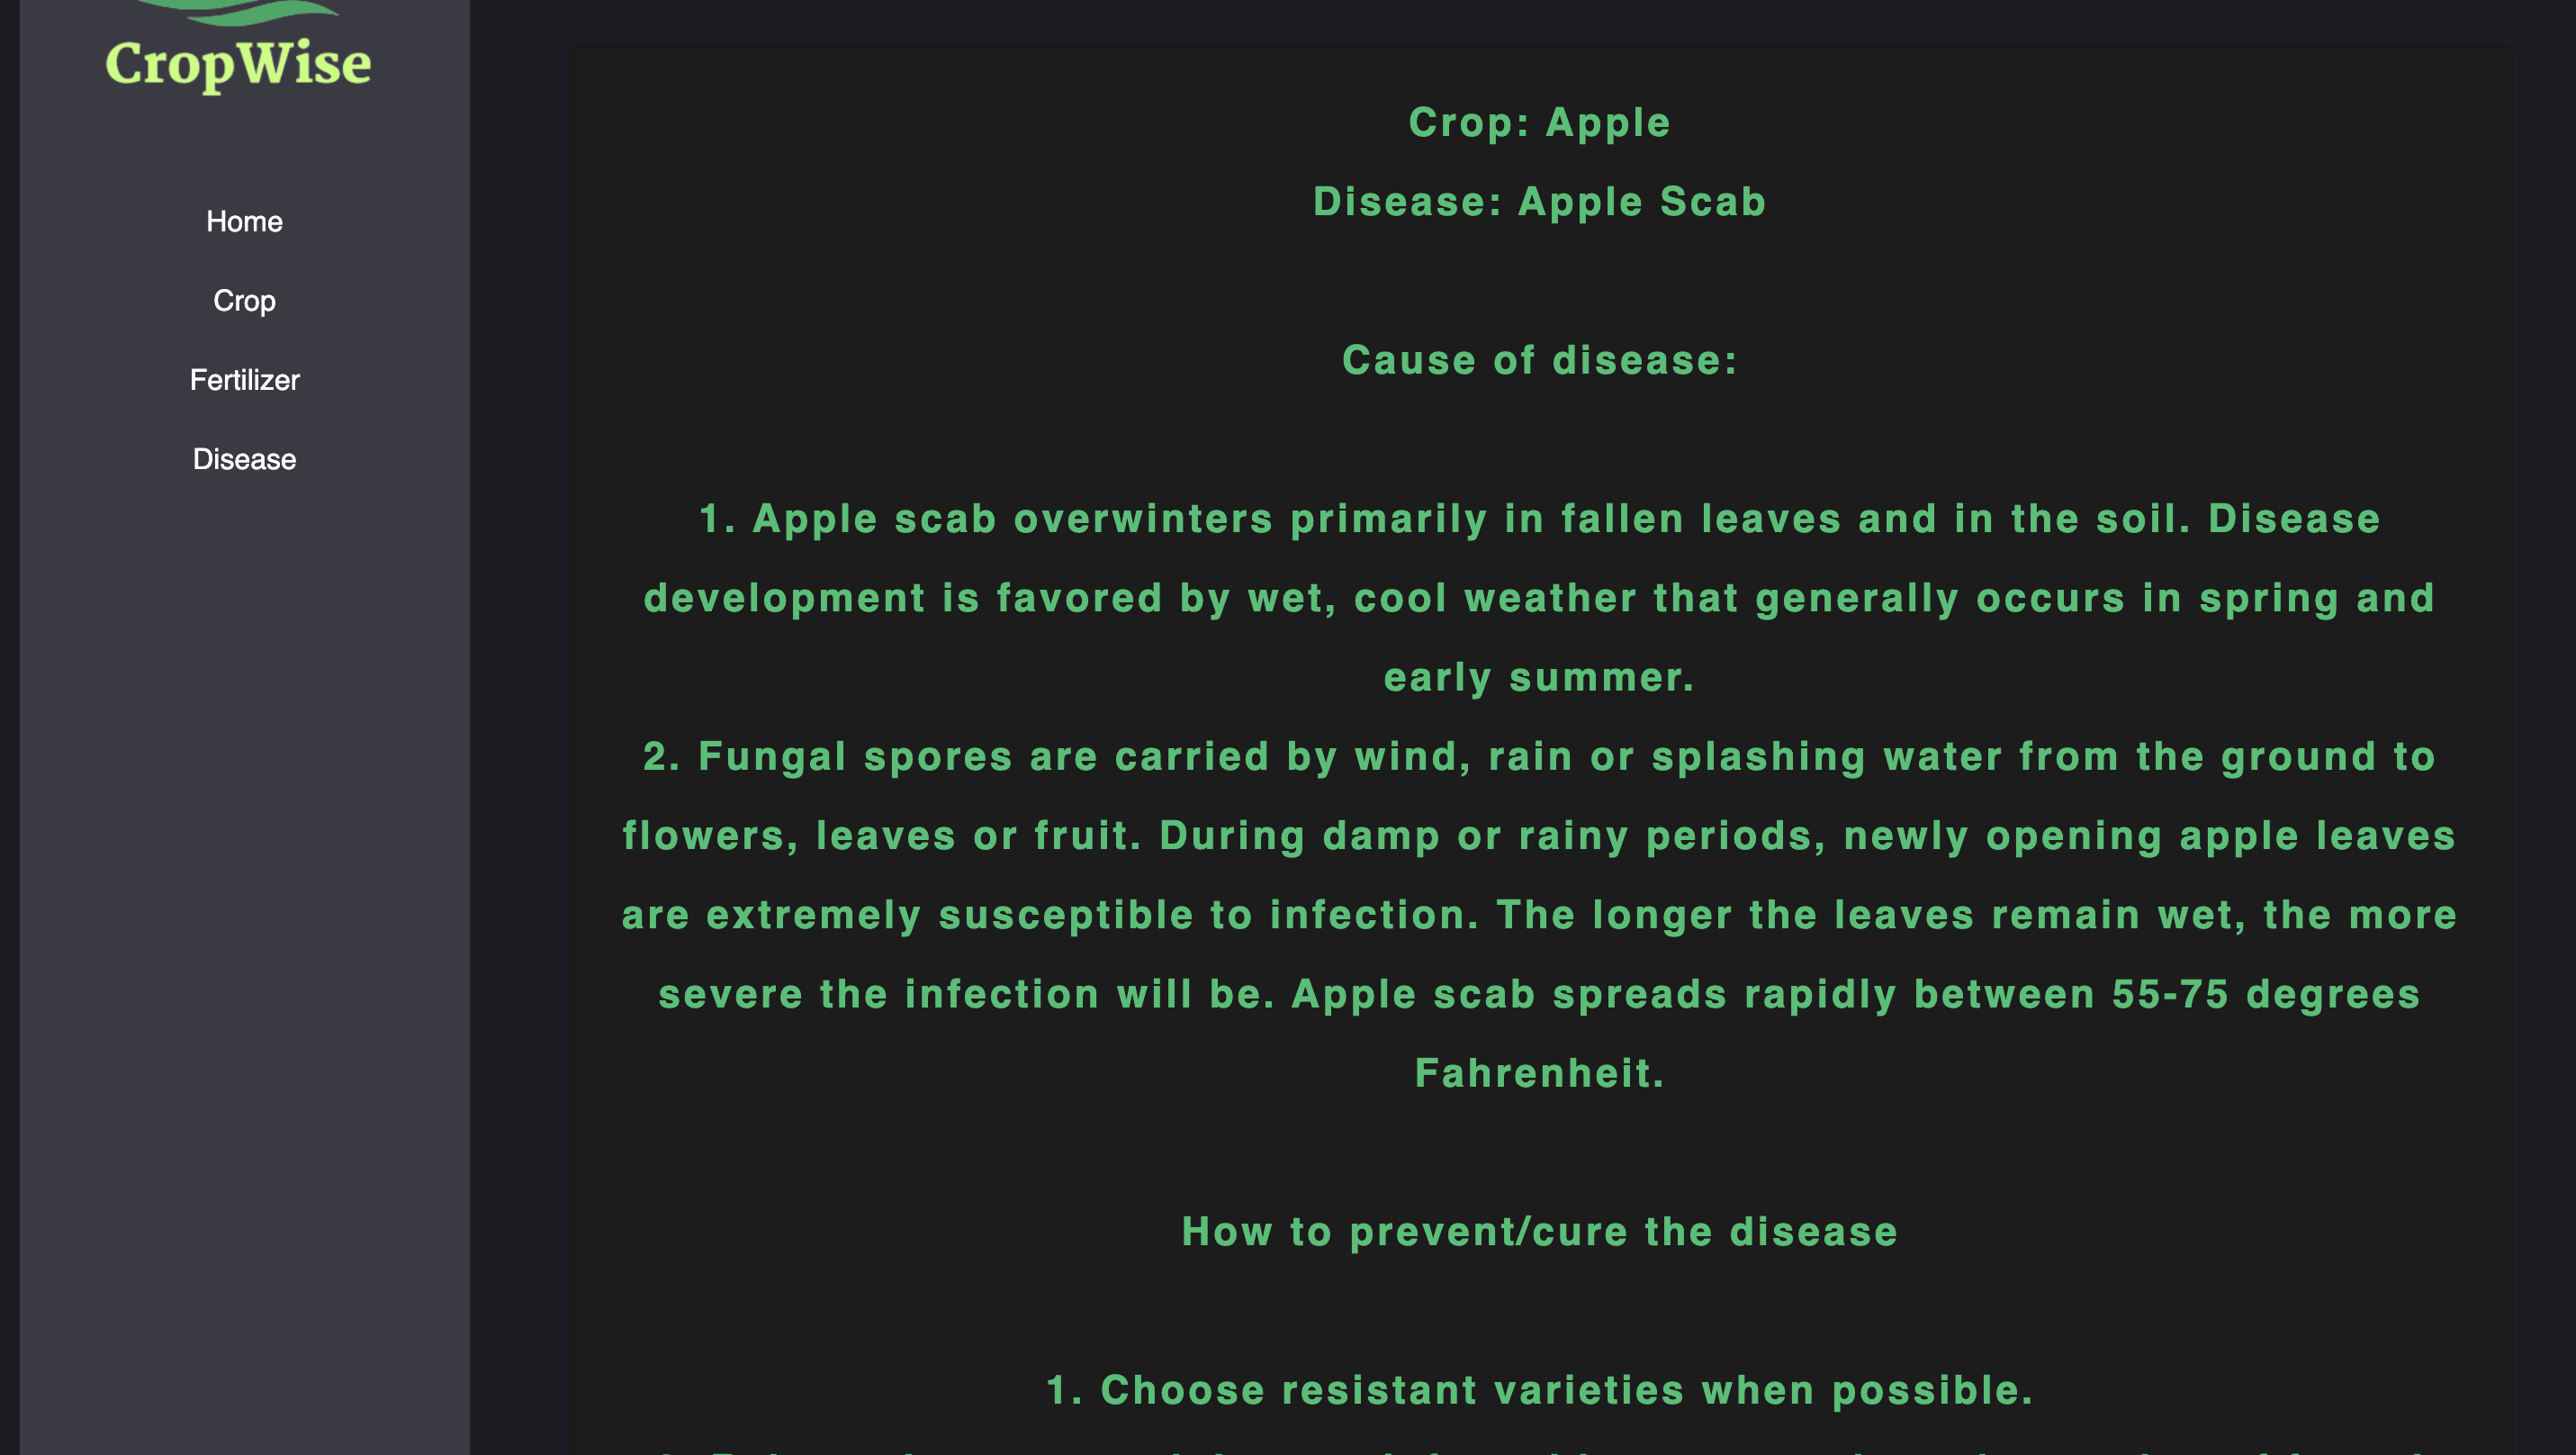 CropWise
Home
Crop
Fertilizer
Disease
Crop: Apple
Disease: Apple Scab
Cause of disease:
1. Apple scab overwinters primarily in fallen leaves and in the soil. Disease
development is favored by wet, cool weather that generally occurs in spring and
early summer.
2. Fungal spores are carried by wind, rain or splashing water from the ground to
flowers, leaves or fruit. During damp or rainy periods, newly opening apple leaves
are extremely susceptible to infection. The longer the leaves remain wet, the more
severe the infection will be. Apple scab spreads rapidly between 55-75 degrees
Fahrenheit.
How to prevent/cure the disease
1. Choose resistant varieties when possible.